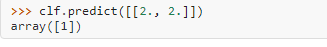 >>> clf.predict([[2., 2.]])
array([1])